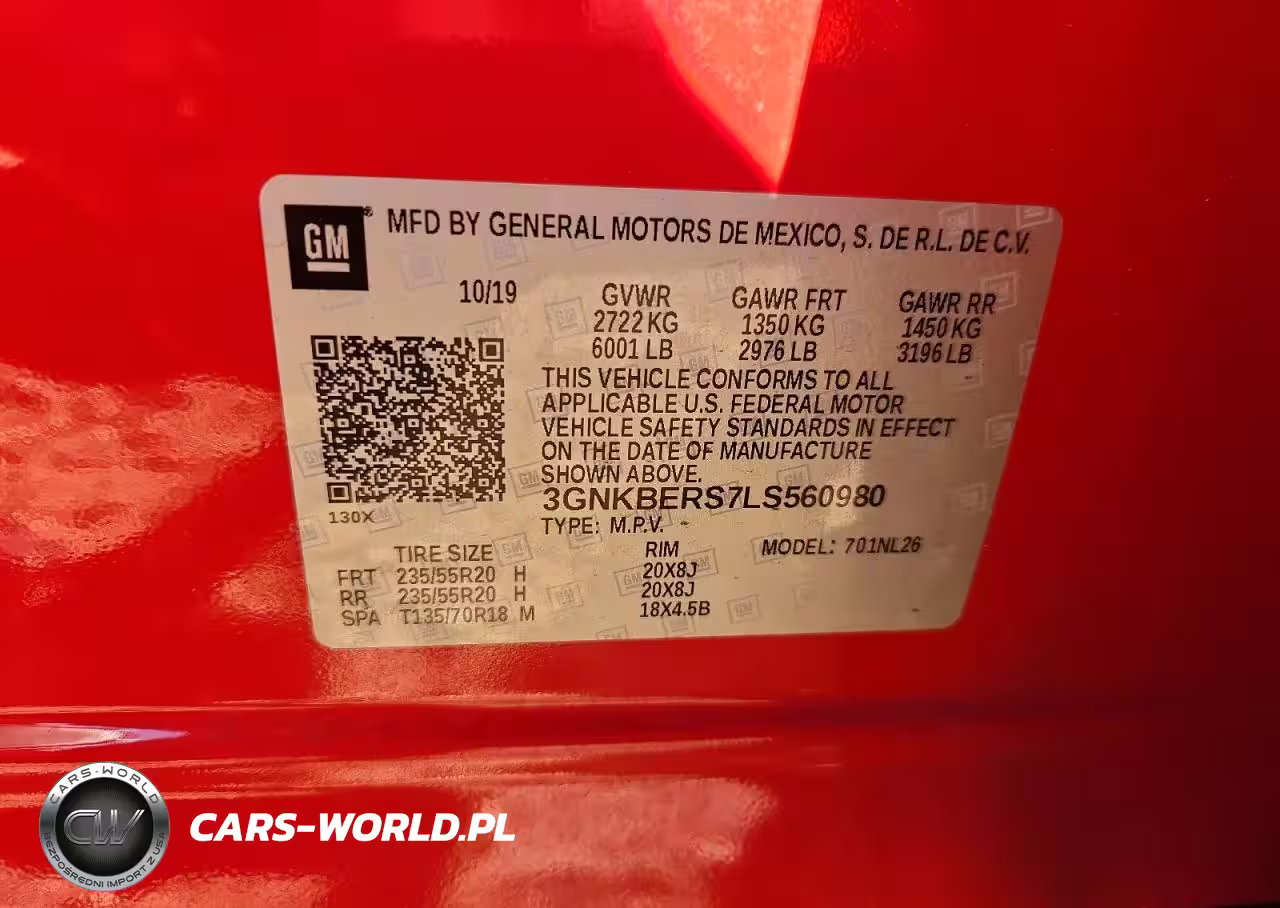 GM
MFD BY GENERAL MOTORS DE MEXICO, S. DE R.L. DE C.V.
10/19 GVWR GAWR FRT GAWR RR
2722 KG 1350 KG 1450 KG
6001 LB 2976 LB 3196 LB
THIS VEHICLE CONFORMS TO ALL
APPLICABLE U.S. FEDERAL MOTOR
VEHICLE SAFETY STANDARDS IN EFFECT
ON THE DATE OF MANUFACTURE
SHOWN ABOVE.
3GNKBERS7LS560980
130X
TYPE: M.P.V.
TIRE SIZE RIM MODEL: 701NL26
FRT 235/55R20 H 20X8J
RR 235/55R20 H 20X8J
SPA T135/70R18 M 18X4.5B
CARS-WORLD
CW
BEZPOŚREDNI IMPORT Z USA
CARS-WORLD.PL